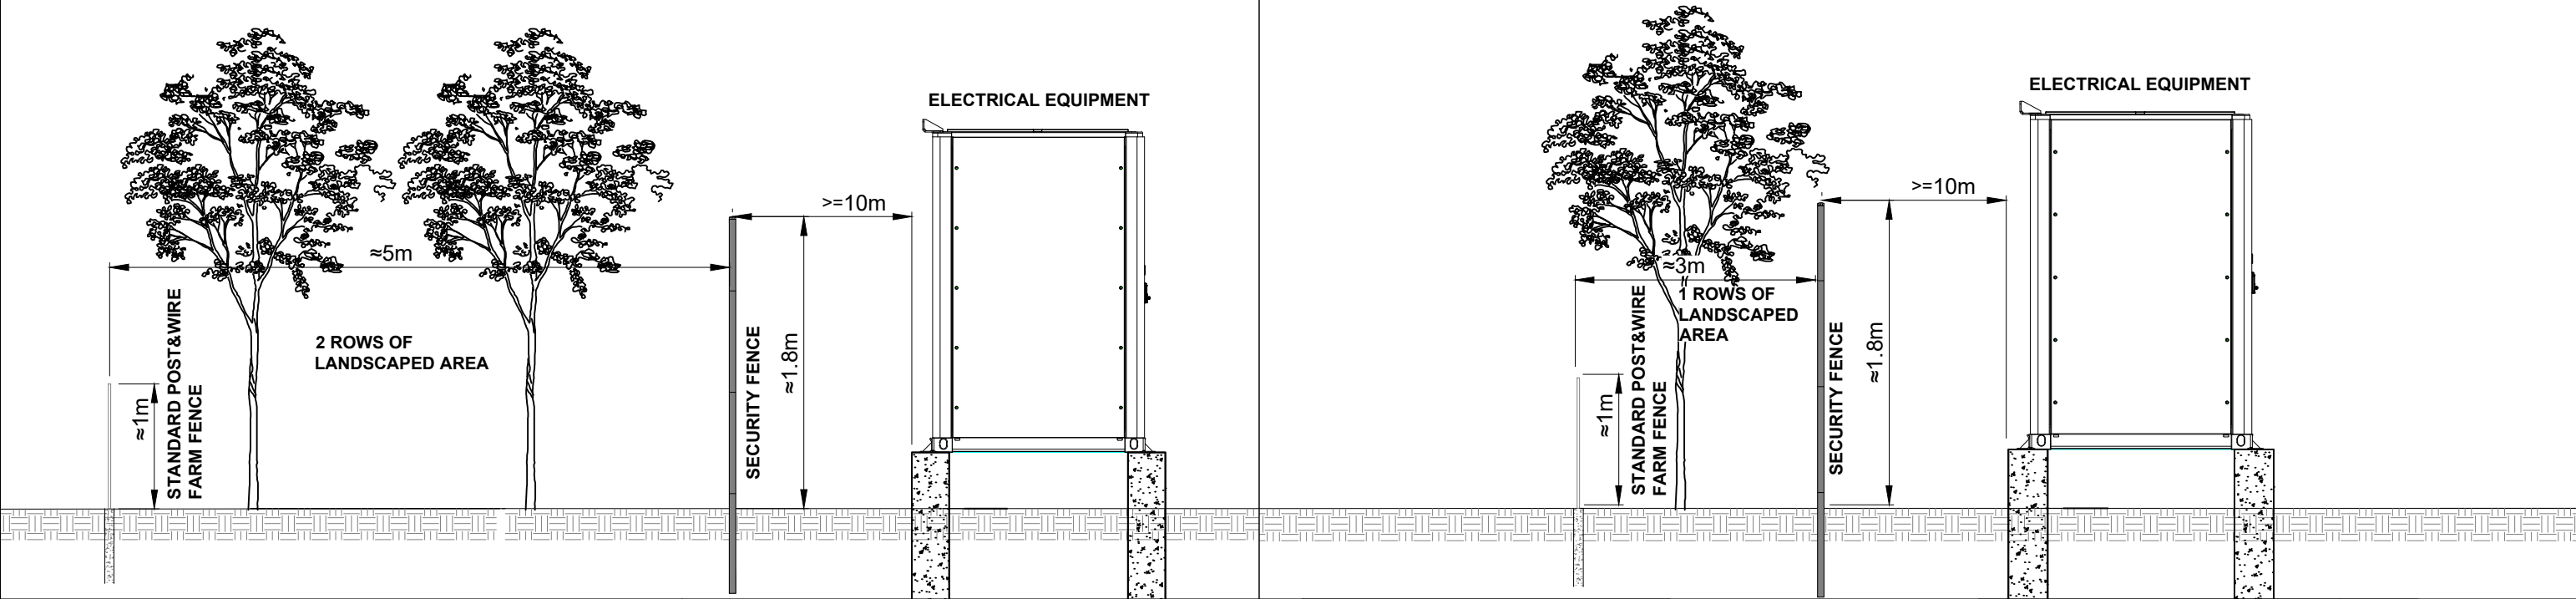 ELECTRICAL EQUIPMENT
>=10m
≈5m
2 ROWS OF
LANDSCAPED AREA
≈1m
STANDARD POST&WIRE
FARM FENCE
SECURITY FENCE
≈1.8m
ELECTRICAL EQUIPMENT
>=10m
≈3m
1 ROWS OF
LANDSCAPED
AREA
≈1m
STANDARD POST&WIRE
FARM FENCE
SECURITY FENCE
≈1.8m